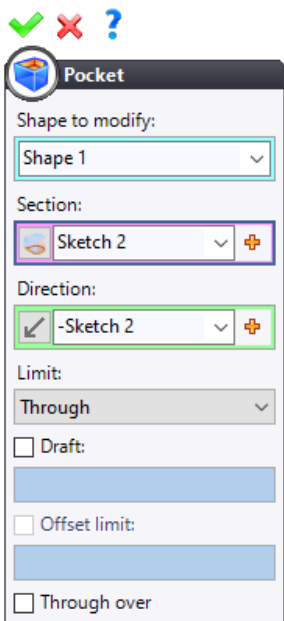 ?
Pocket
Shape to modify:
Shape 1
Section:
Sketch 2
Direction:
-Sketch 2
Limit:
Through
Draft:
Offset limit:
Through over